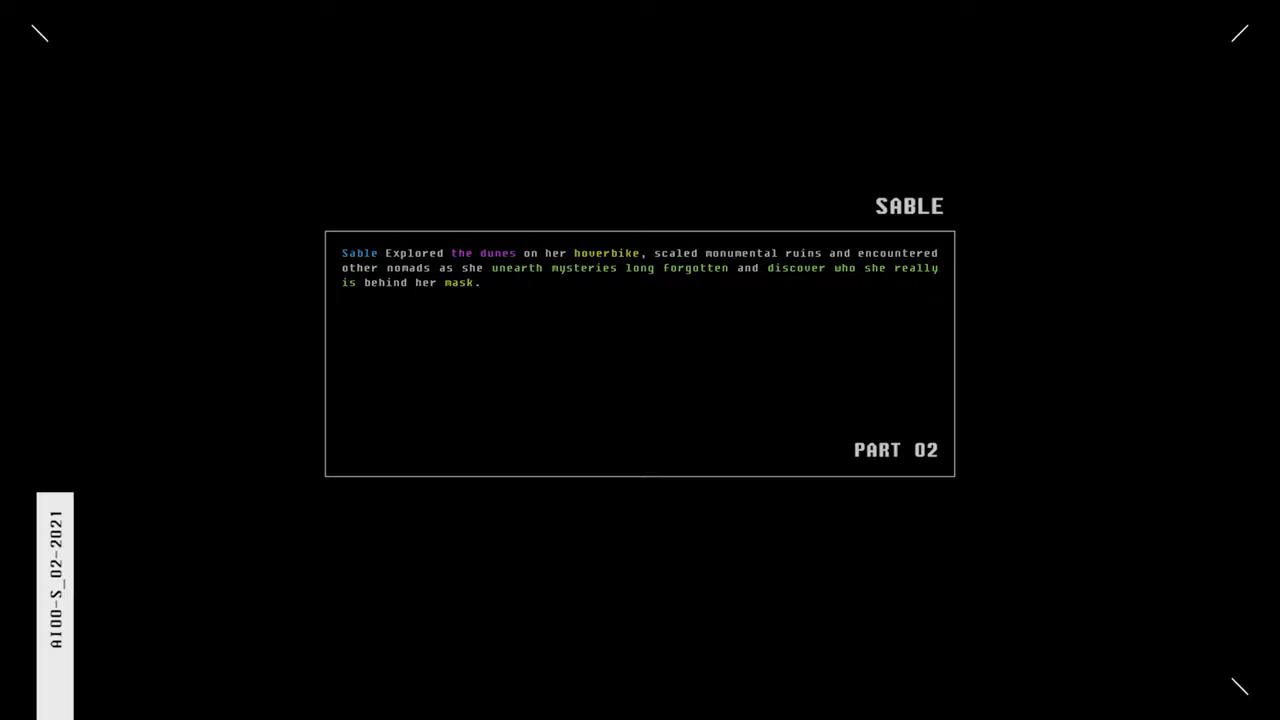 SABLE
Sable Explored the dunes on her hoverbike, scaled monumental ruins and encountered
other nomads as she unearth mysteries long forgotten and discover who she really
is behind her mask.
PART 02
AI00-S_02-2021